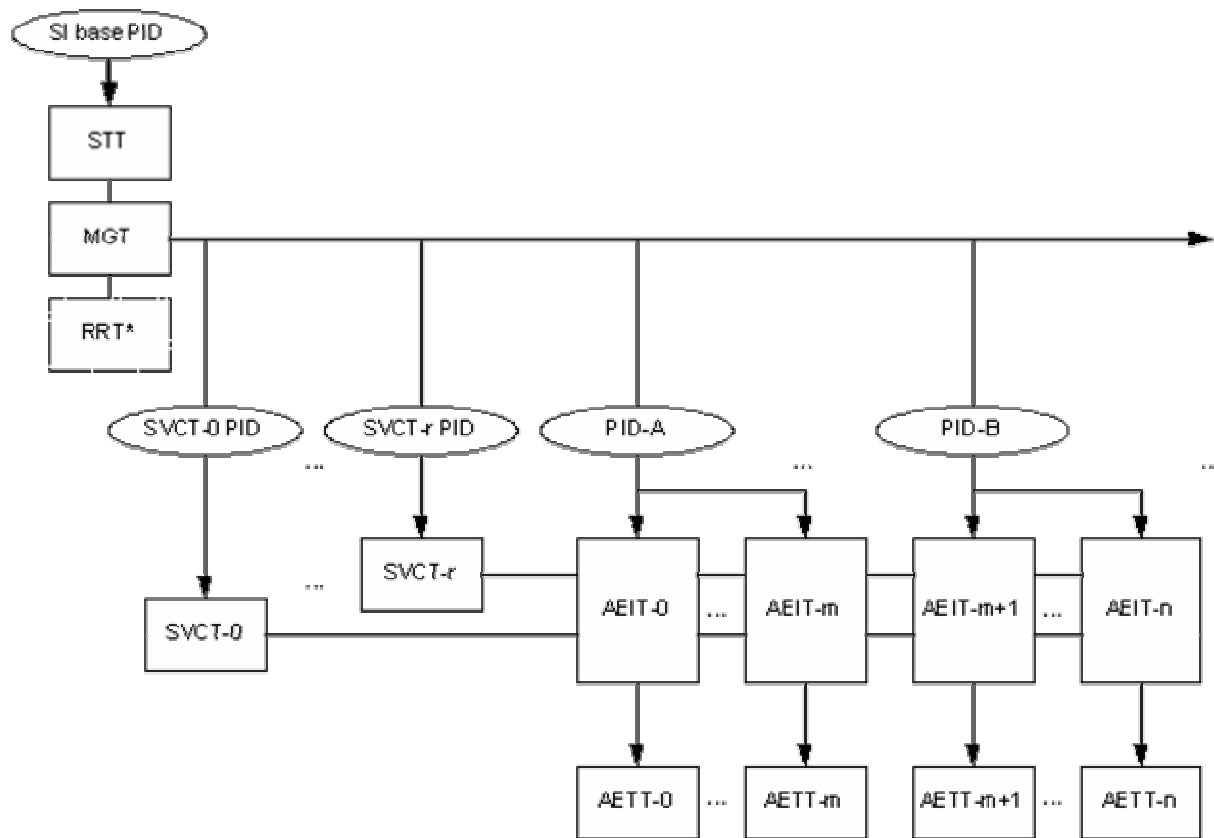 SI base PID
STT
MGT
RRT*
SVCT-0 PID
SVCT-r PID
PID-A
PID-B
...
...
...
SVCT-r
...
SVCT-0
AEIT-0
...
AEIT-m
AEIT-m+1
...
AEIT-n
AETT-0
...
AETT-m
AETT-m+1
...
AETT-n